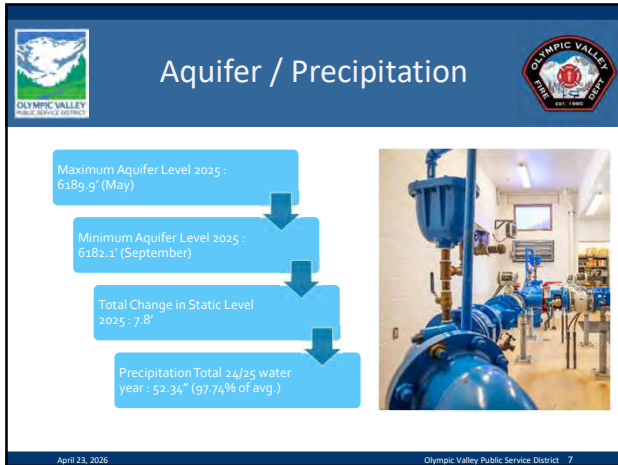 Aquifer / Precipitation
OLYMPIC VALLEY
PUBLIC SERVICE DISTRICT
OLYMPIC VALLEY
FIRE DEPT
EST. 1960
Maximum Aquifer Level 2025 :
6189.9' (May)
Minimum Aquifer Level 2025 :
6182.1' (September)
Total Change in Static Level
2025 : 7.8'
Precipitation Total 24/25 water
year : 52.34" (97.74% of avg.)
April 23, 2026
Olympic Valley Public Service District 7